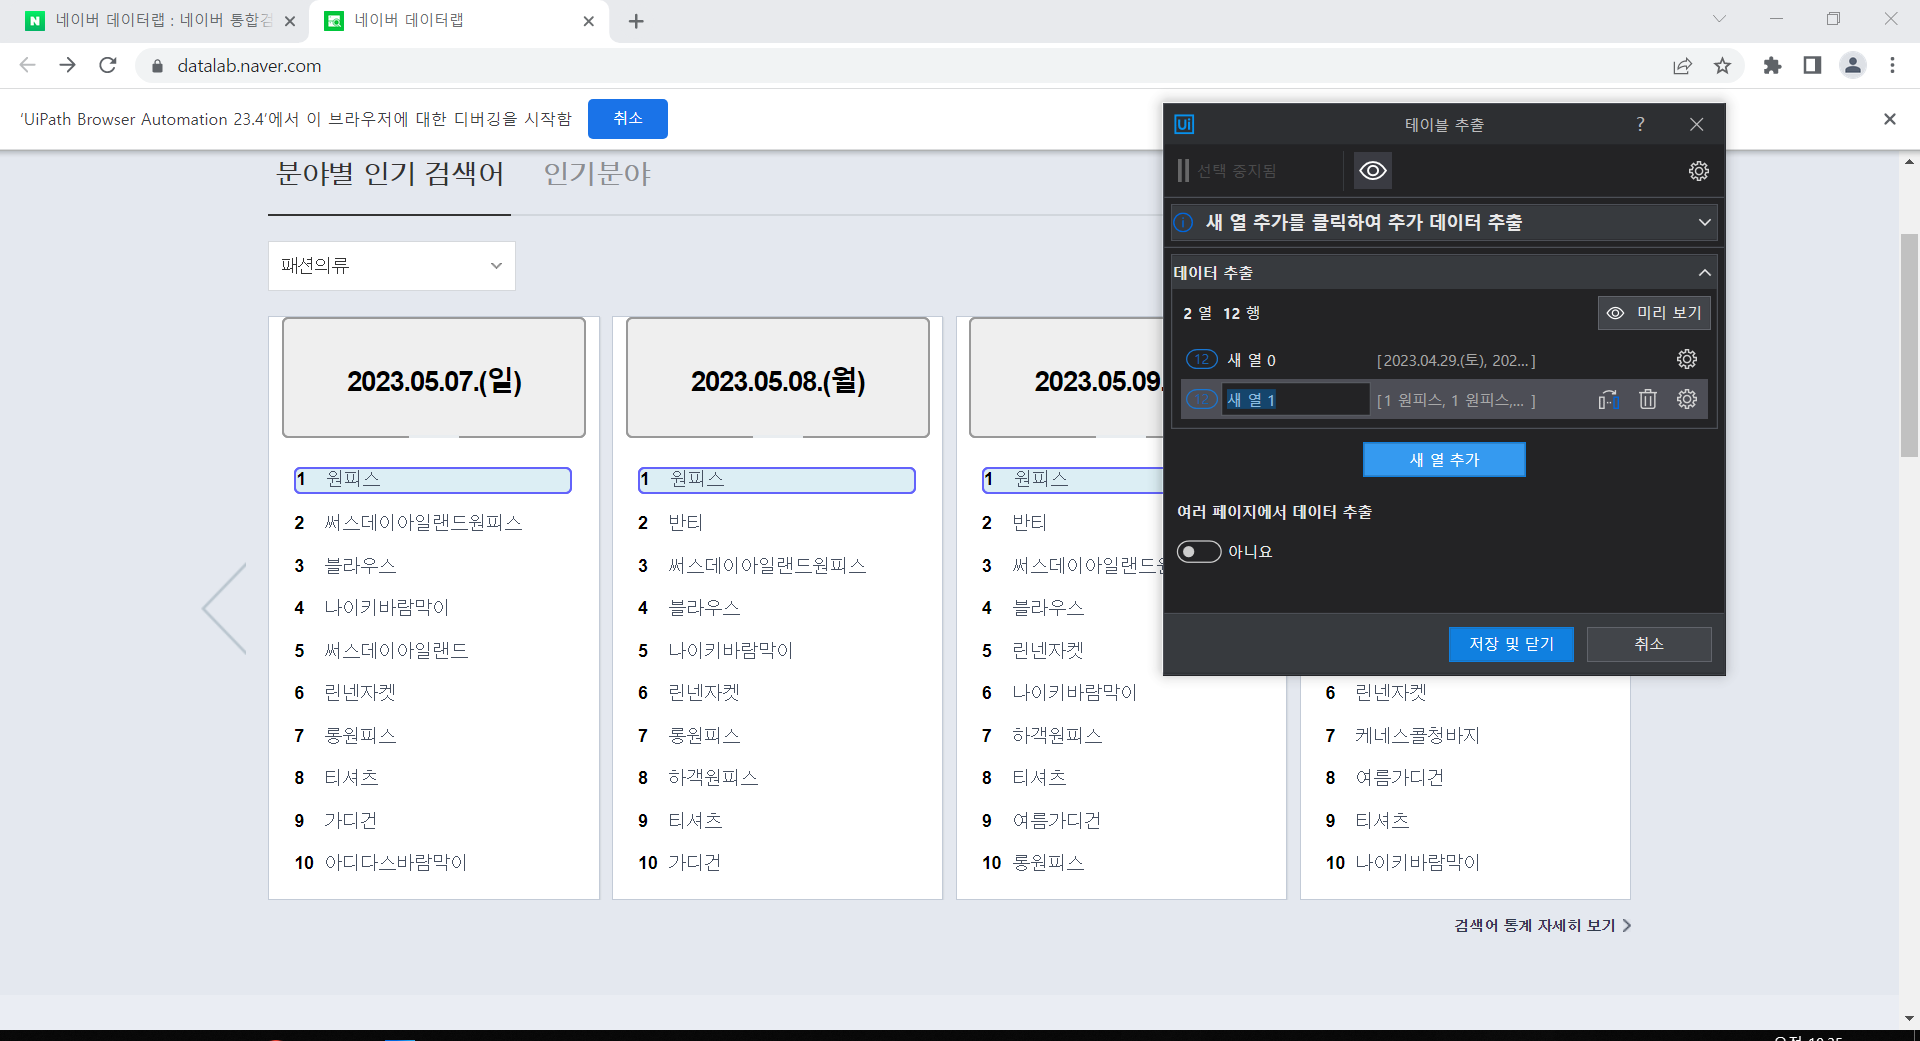 네이버 데이터랩 : 네이버 통합검
네이버 데이터랩
datalab.naver.com
'UiPath Browser Automation 23.4'에서 이 브라우저에 대한 디버깅을 시작함
취소
분야별 인기 검색어
인기분야
패션의류
2023.05.07.(일)
1 원피스
2 써스데이아일랜드원피스
3 블라우스
4 나이키바람막이
5 써스데이아일랜드
6 린넨자켓
7 롱원피스
8 티셔츠
9 가디건
10 아디다스바람막이
2023.05.08.(월)
1 원피스
2 반티
3 써스데이아일랜드원피스
4 블라우스
5 나이키바람막이
6 린넨자켓
7 롱원피스
8 하객원피스
9 티셔츠
10 가디건
2023.05.09.
1 원피스
2 반티
3 써스데이아일랜드원
4 블라우스
5 린넨자켓
6 나이키바람막이
7 하객원피스
8 티셔츠
9 여름가디건
10 롱원피스
6 린넨자켓
7 케네스콜청바지
8 여름가디건
9 티셔츠
10 나이키바람막이
검색어 통계 자세히 보기
Ui 테이블 추출 ?
선택 중지됨
새 열 추가를 클릭하여 추가 데이터 추출
데이터 추출
2 열 12 행
미리 보기
12 새 열 0 [2023.04.29.(토), 202... ]
12 새 열 1 [1 원피스, 1 원피스,... ]
새 열 추가
여러 페이지에서 데이터 추출
아니요
저장 및 닫기
취소